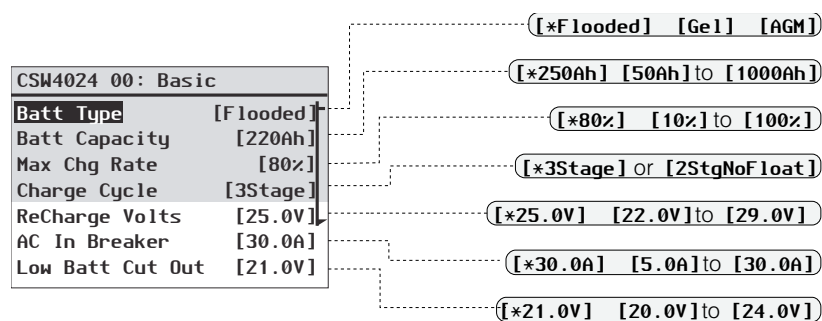 [*Flooded] [Gel] [AGM]
CSW4024 00: Basic
[*250Ah] [50Ah] to [1000Ah]
Batt Type [Flooded]
Batt Capacity [220Ah]
[*80%] [10%] to [100%]
Max Chg Rate [80%]
[*3Stage] or [2StgNoFloat]
Charge Cycle [3Stage]
ReCharge Volts [25.0V]
[*25.0V] [22.0V] to [29.0V]
AC In Breaker [30.0A]
[*30.0A] [5.0A] to [30.0A]
Low Batt Cut Out [21.0V]
[*21.0V] [20.0V] to [24.0V]